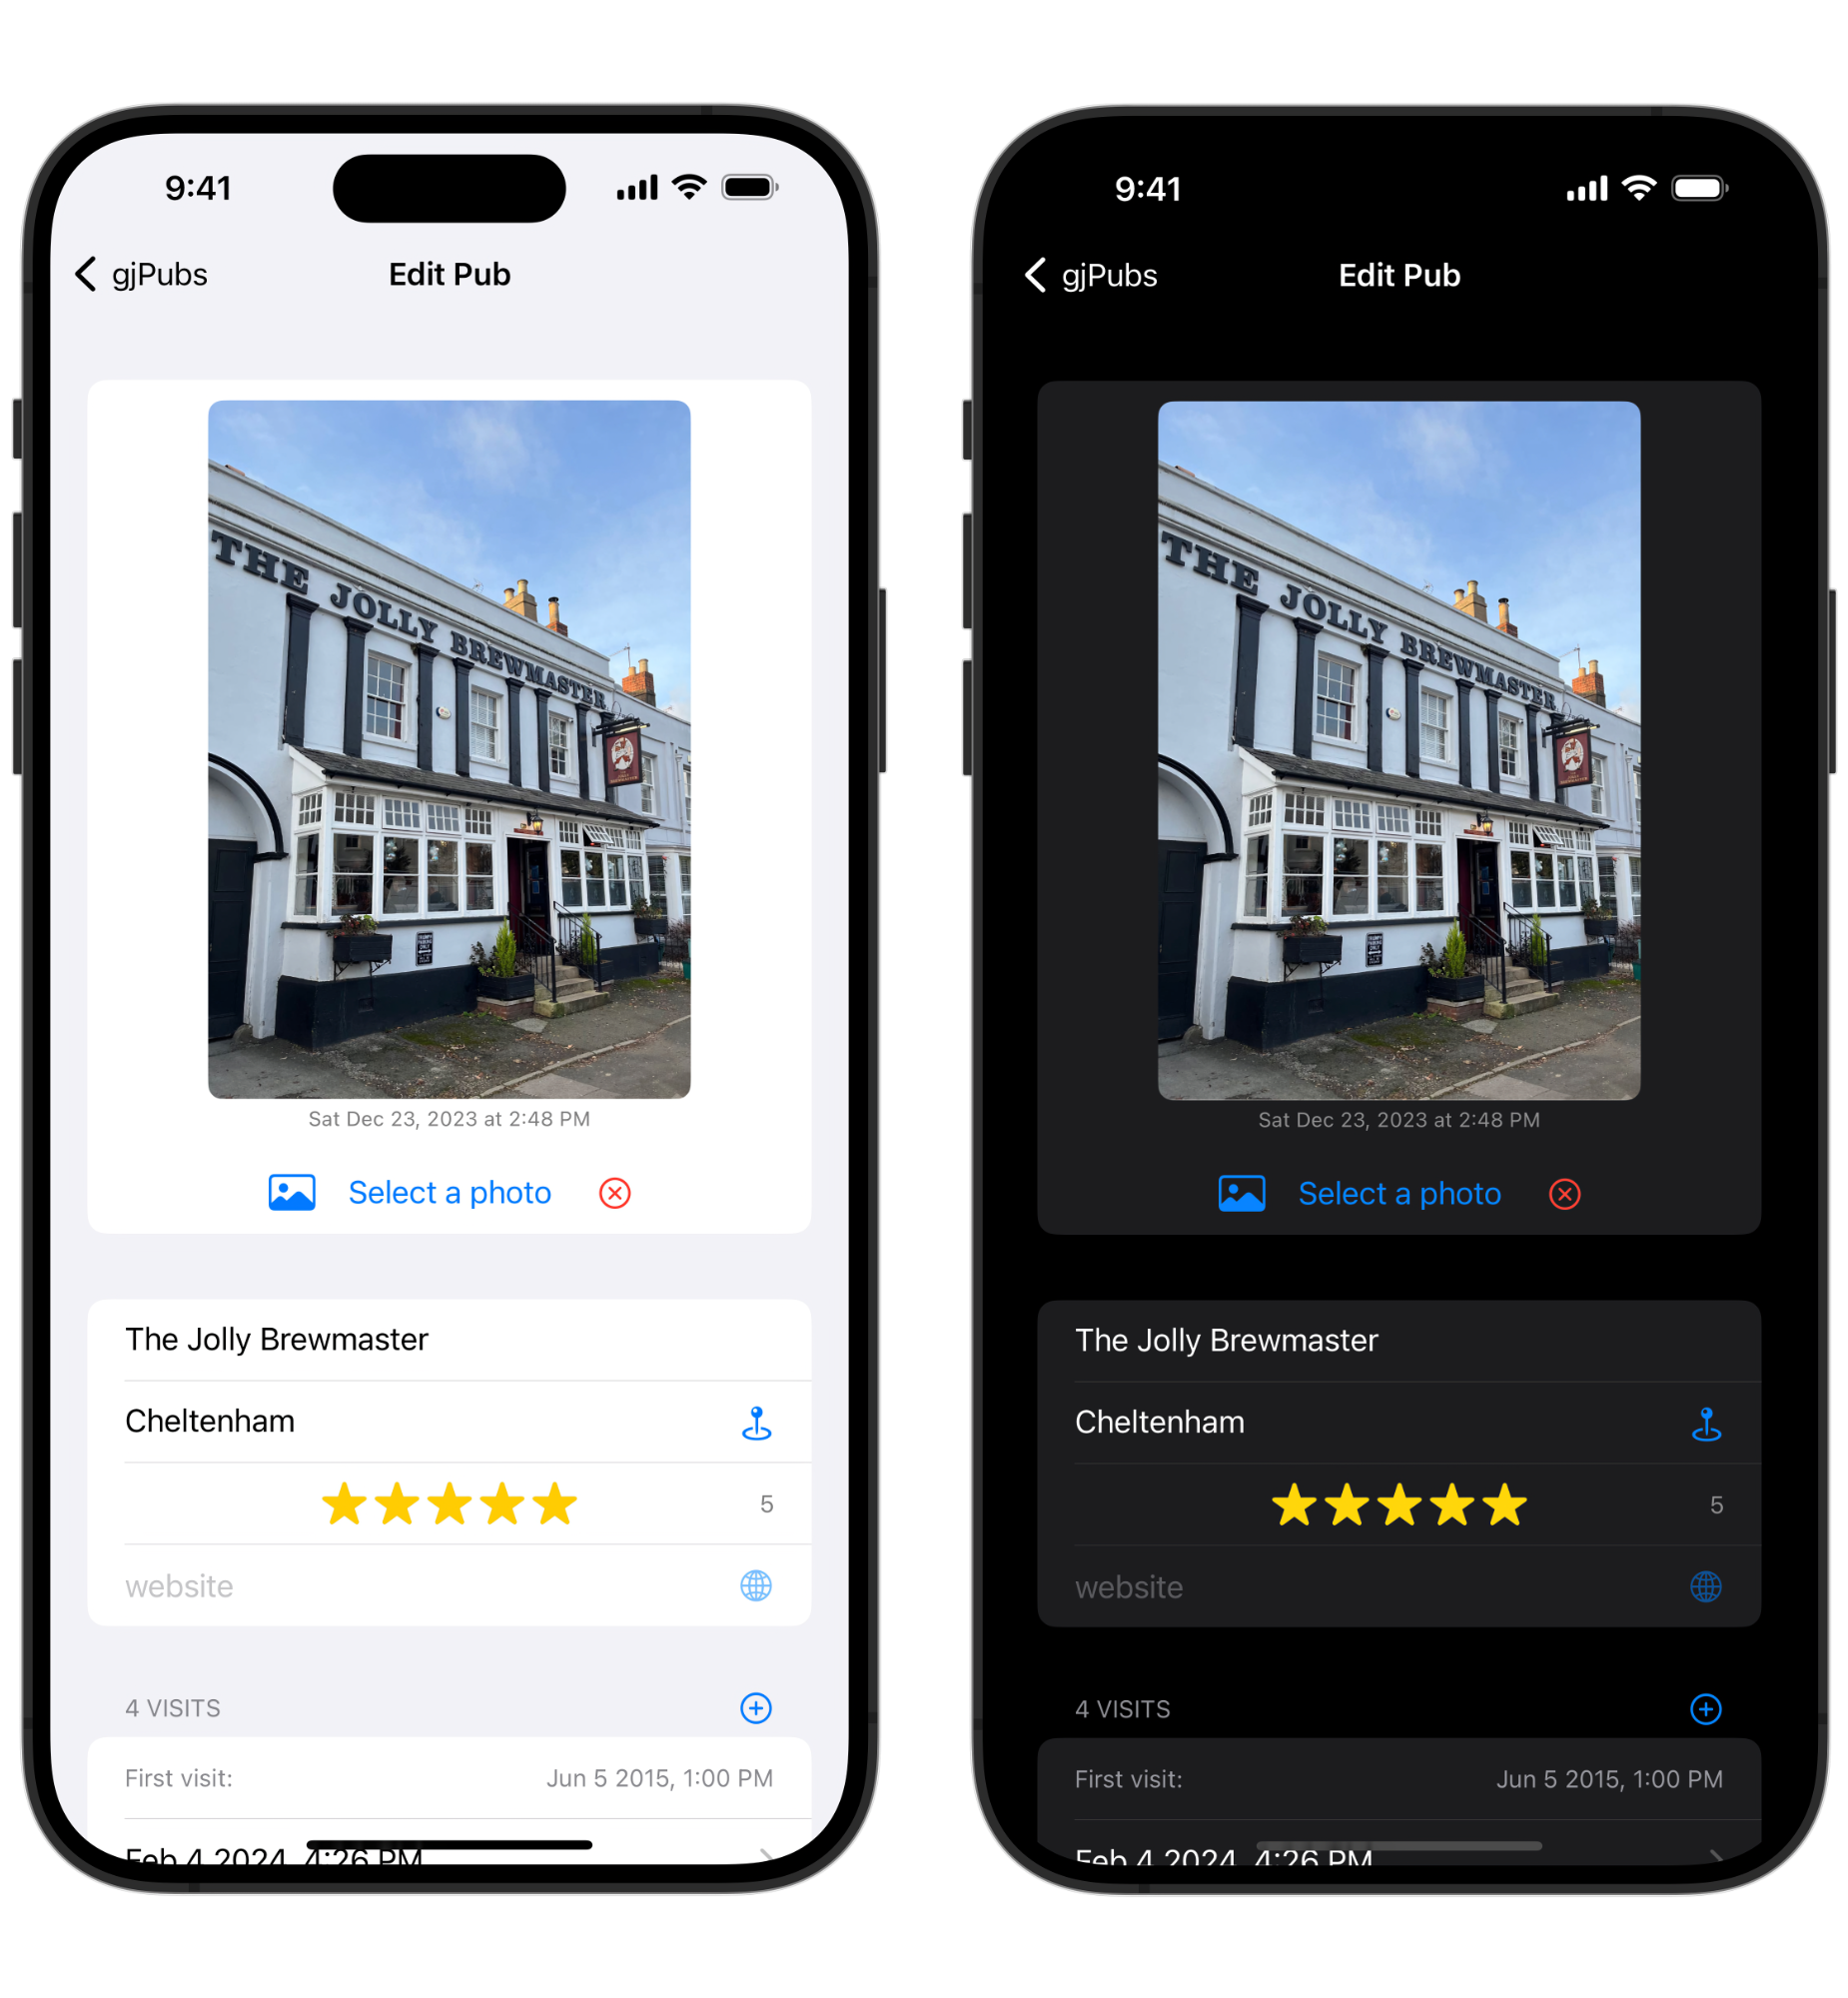 9:41
gjPubs Edit Pub
THE JOLLY BREWMASTER
Sat Dec 23, 2023 at 2:48 PM
Select a photo
The Jolly Brewmaster
Cheltenham
5
website
4 VISITS
First visit: Jun 5 2015, 1:00 PM
Feb 4 2024, 4:26 PM
9:41
gjPubs Edit Pub
THE JOLLY BREWMASTER
Sat Dec 23, 2023 at 2:48 PM
Select a photo
The Jolly Brewmaster
Cheltenham
5
website
4 VISITS
First visit: Jun 5 2015, 1:00 PM
Feb 4 2024, 4:26 PM